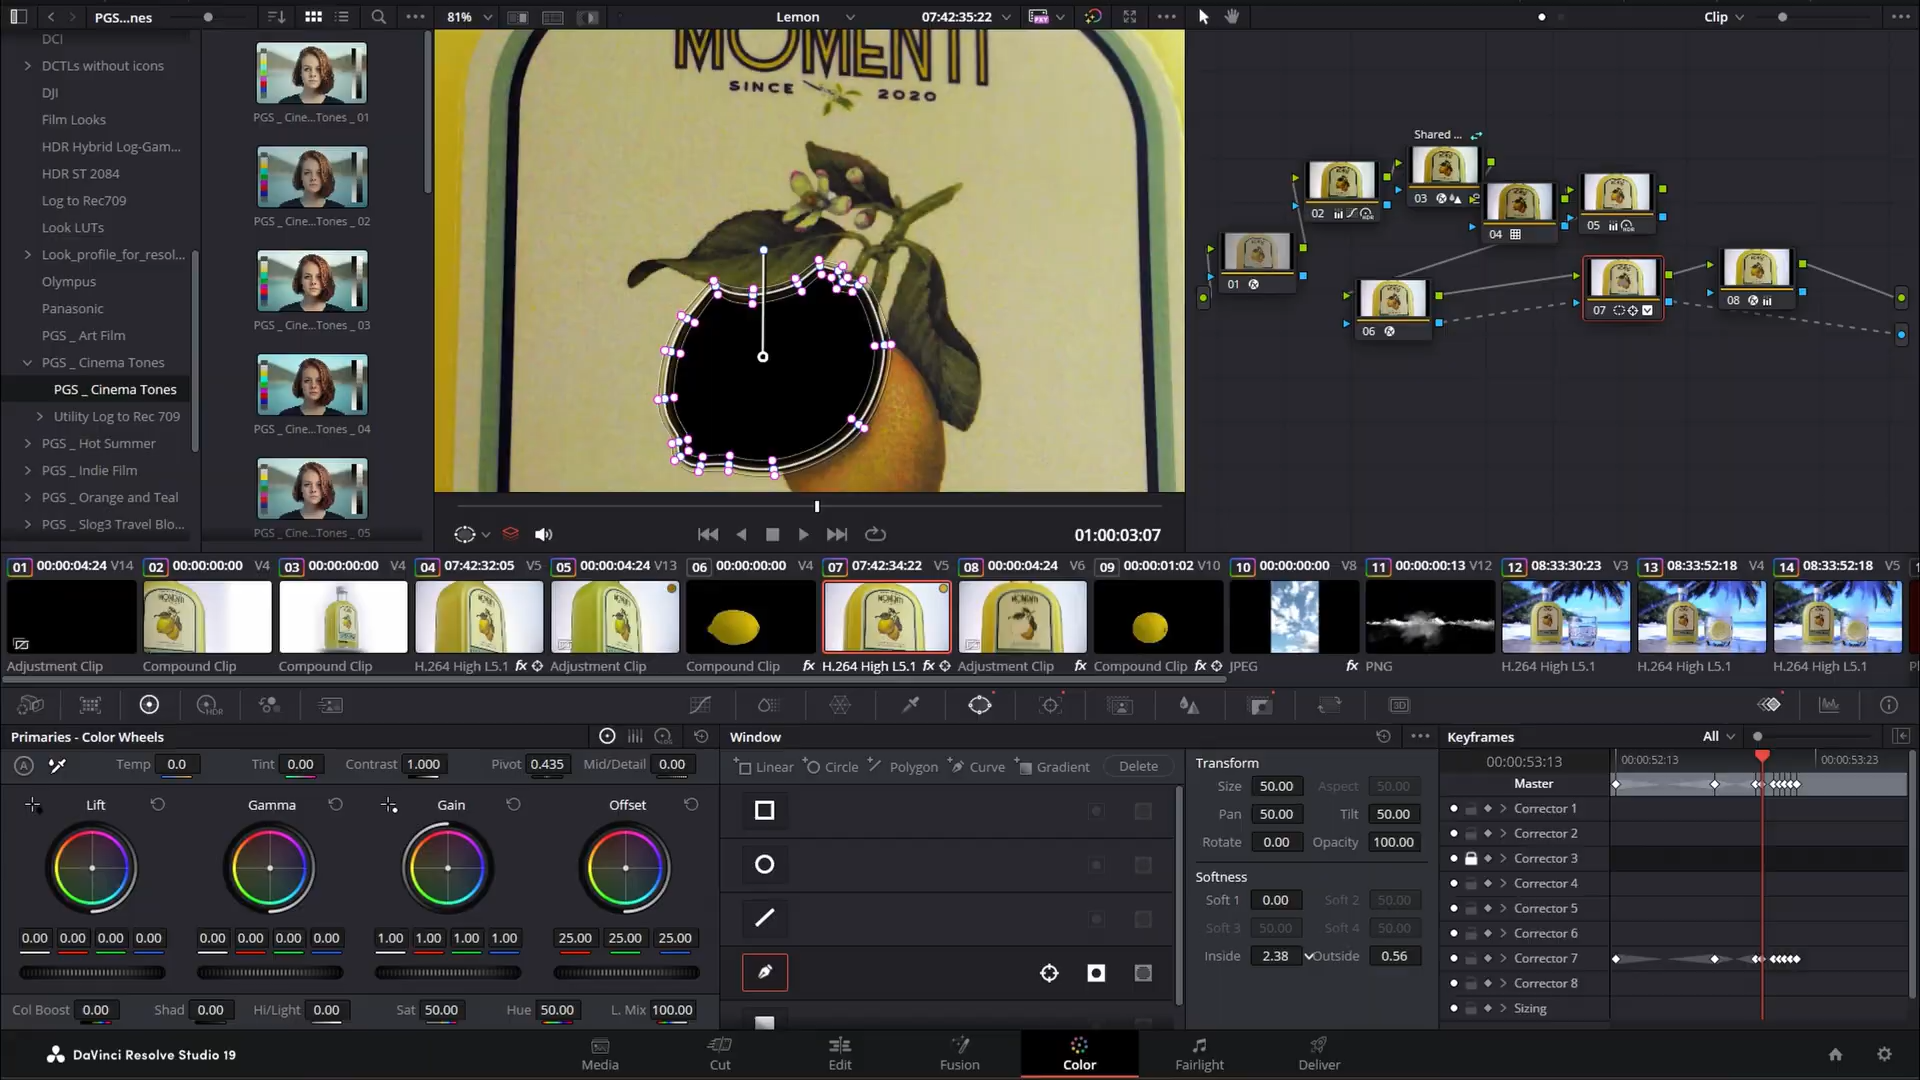 PGS...nes
81%
Lemon
07:42:35:22
Clip
DCI
DCTLs without icons
DJI
Film Looks
HDR Hybrid Log-Gam...
HDR ST 2084
Log to Rec709
Look LUTs
Look_profile_for_resol...
Olympus
Panasonic
PGS _ Art Film
PGS _ Cinema Tones
PGS _ Cinema Tones
Utility Log to Rec 709
PGS _ Hot Summer
PGS _ Indie Film
PGS _ Orange and Teal
PGS _ Slog3 Travel Blo...
PGS _ Cine...Tones _ 01
PGS _ Cine...Tones _ 02
PGS _ Cine...Tones _ 03
PGS _ Cine...Tones _ 04
PGS _ Cine...Tones _ 05
MOMENTI
SINCE 2020
01:00:03:07
Shared ...
01
02
03
04
05
06
07
08
01 00:00:04:24 V14
02 00:00:00:00 V4
03 00:00:00:00 V4
04 07:42:32:05 V5
05 00:00:04:24 V13
06 00:00:00:00 V4
07 07:42:34:22 V5
08 00:00:04:24 V6
09 00:00:01:02 V10
10 00:00:00:00 V8
11 00:00:00:13 V12
12 08:33:30:23 V3
13 08:33:52:18 V4
14 08:33:52:18 V5
Adjustment Clip
Compound Clip
Compound Clip
H.264 High L5.1 fx
Adjustment Clip
Compound Clip fx
H.264 High L5.1 fx
Adjustment Clip fx
Compound Clip fx
JPEG fx
PNG
H.264 High L5.1
H.264 High L5.1
H.264 High L5.1
Primaries - Color Wheels
A Temp 0.0 Tint 0.00 Contrast 1.000 Pivot 0.435 Mid/Detail 0.00
Lift
Gamma
Gain
Offset
0.00 0.00 0.00 0.00
0.00 0.00 0.00 0.00
1.00 1.00 1.00 1.00
25.00 25.00 25.00
Col Boost 0.00 Shad 0.00 Hi/Light 0.00 Sat 50.00 Hue 50.00 L. Mix 100.00
Window
Linear Circle Polygon Curve Gradient Delete
Transform
Size 50.00 Aspect 50.00
Pan 50.00 Tilt 50.00
Rotate 0.00 Opacity 100.00
Softness
Soft 1 0.00 Soft 2 50.00
Soft 3 50.00 Soft 4 50.00
Inside 2.38 Outside 0.56
Keyframes
All
00:00:53:13
00:00:52:13
00:00:53:23
Master
Corrector 1
Corrector 2
Corrector 3
Corrector 4
Corrector 5
Corrector 6
Corrector 7
Corrector 8
Sizing
DaVinci Resolve Studio 19
Media
Cut
Edit
Fusion
Color
Fairlight
Deliver